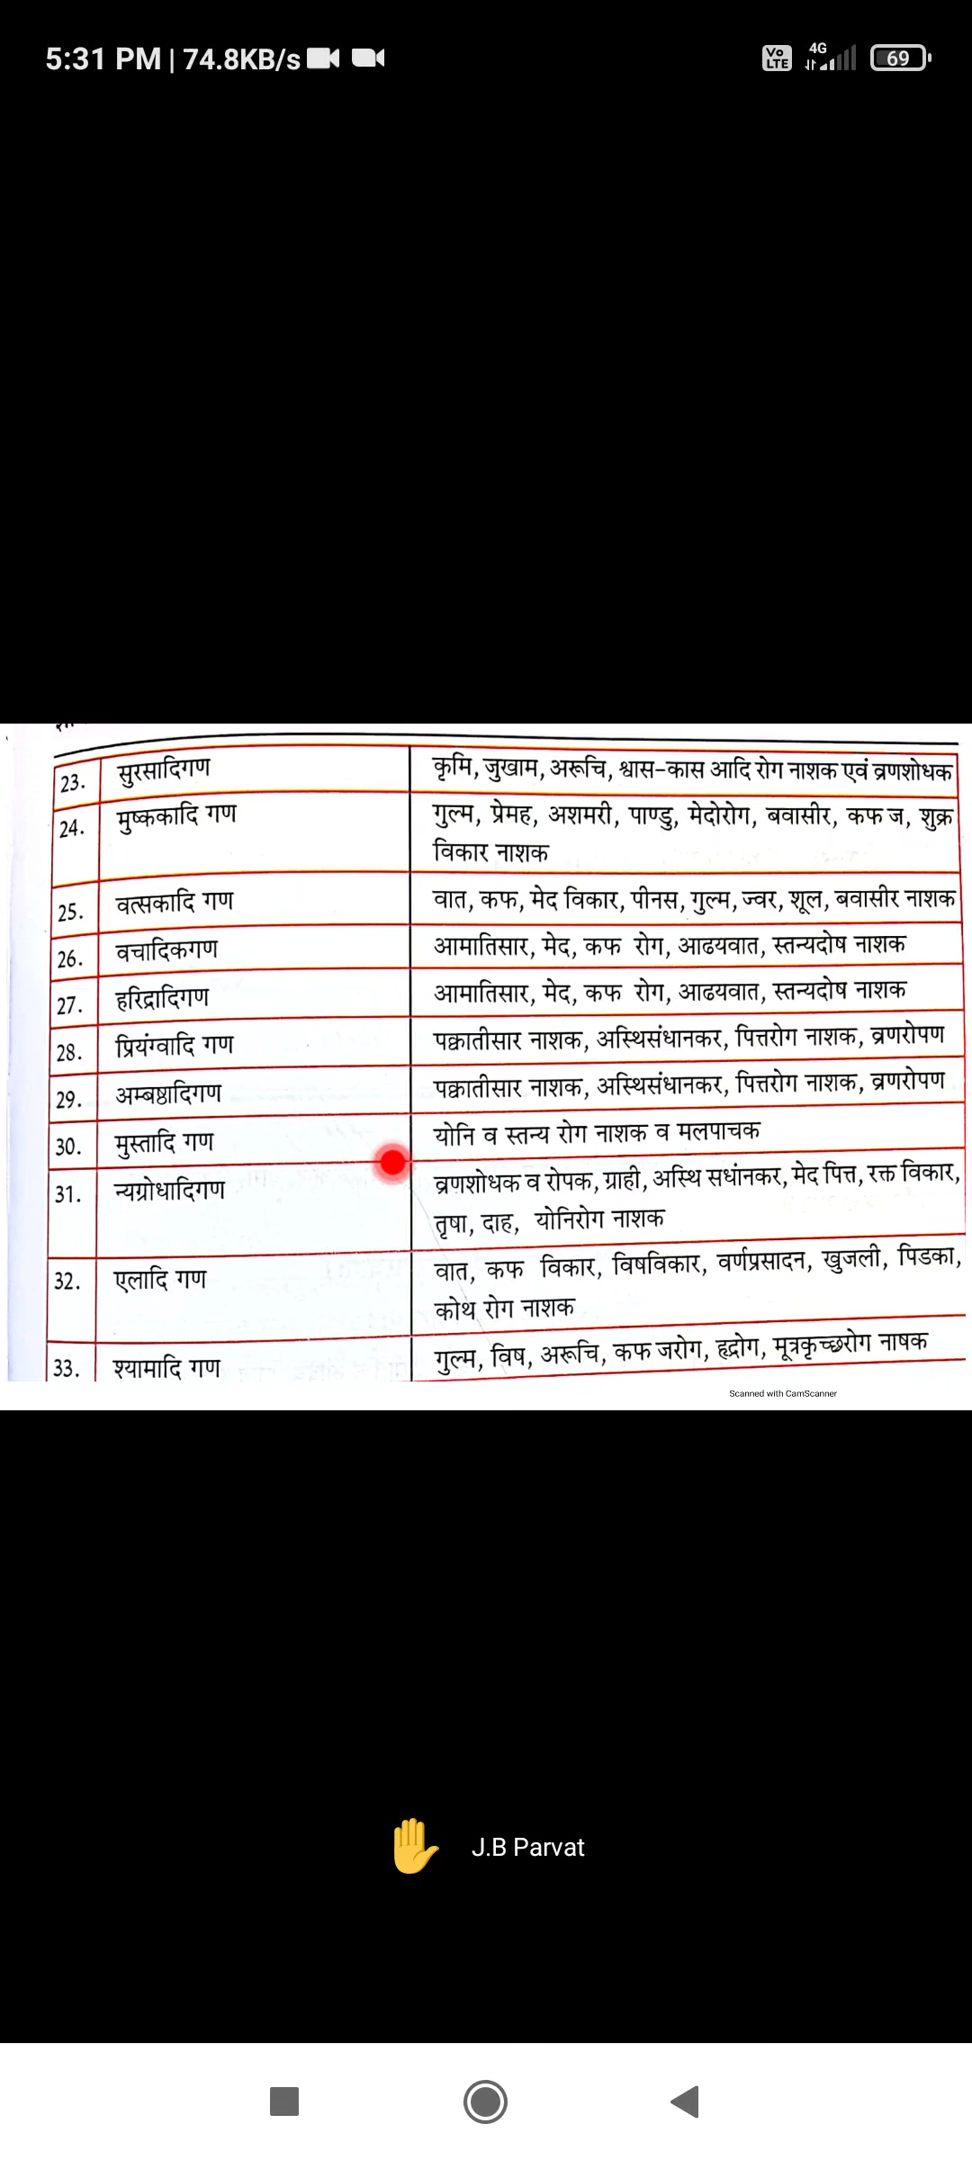 5:31 PM | 74.8KB/s
Vo LTE 4G 69
23. सुरसादिगण कृमि, जुखाम, अरूचि, श्वास-कास आदि रोग नाशक एवं व्रणशोधक
24. मुष्ककादि गण गुल्म, प्रेमह, अशमरी, पाण्डु, मेदोरोग, बवासीर, कफ ज, शुक्र
विकार नाशक
25. वत्सकादि गण वात, कफ, मेद विकार, पीनस, गुल्म, ज्वर, शूल, बवासीर नाशक
26. वचादिकगण आमातिसार, मेद, कफ रोग, आढयवात, स्तन्यदोष नाशक
27. हरिद्रादिगण आमातिसार, मेद, कफ रोग, आढयवात, स्तन्यदोष नाशक
28. प्रियंग्वादि गण पक्वातीसार नाशक, अस्थिसंधानकर, पित्तरोग नाशक, व्रणरोपण
29. अम्बष्ठादिगण पक्वातीसार नाशक, अस्थिसंधानकर, पित्तरोग नाशक, व्रणरोपण
30. मुस्तादि गण योनि व स्तन्य रोग नाशक व मलपाचक
31. न्यग्रोधादिगण व्रणशोधक व रोपक, ग्राही, अस्थि सधांनकर, मेद पित्त, रक्त विकार,
तृषा, दाह, योनिरोग नाशक
32. एलादि गण वात, कफ विकार, विषविकार, वर्णप्रसादन, खुजली, पिडका,
कोथ रोग नाशक
33. श्यामादि गण गुल्म, विष, अरूचि, कफ जरोग, हृद्रोग, मूत्रकृच्छरोग नाषक
Scanned with CamScanner
J.B Parvat